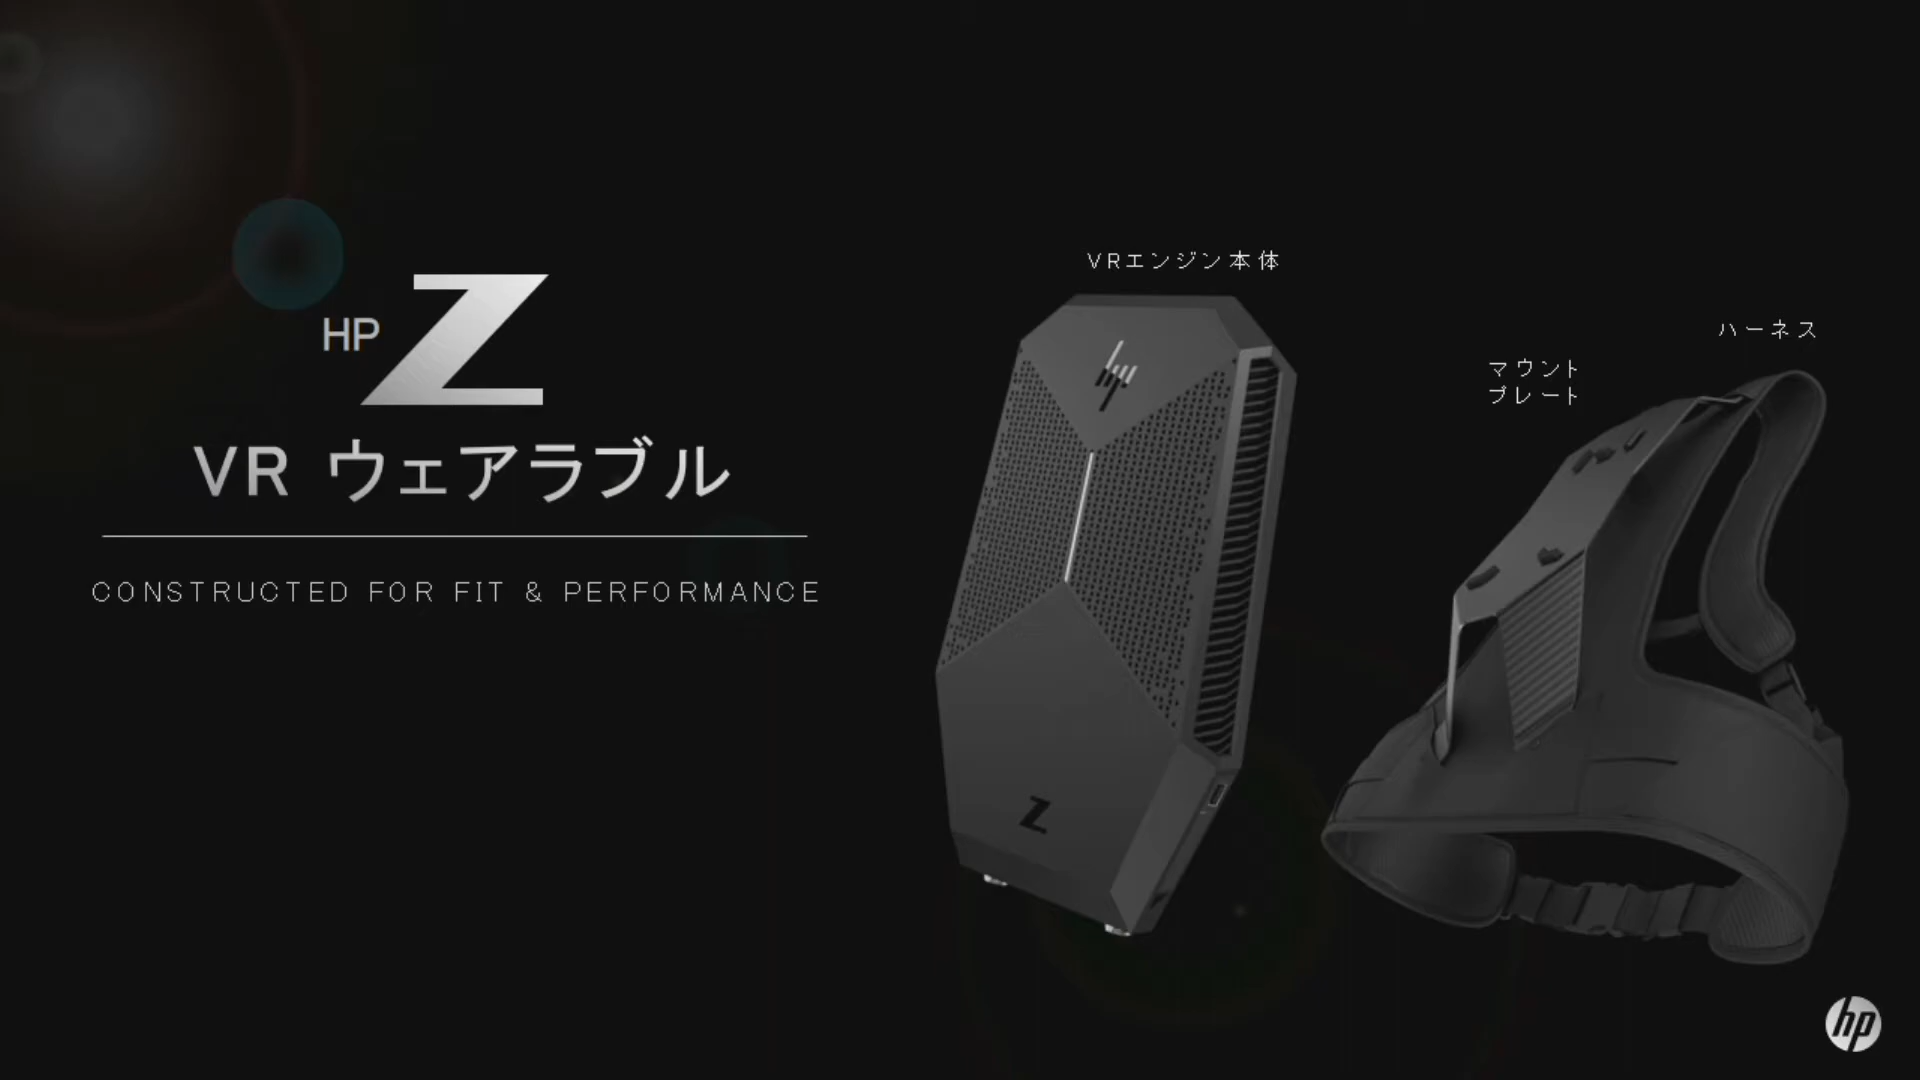 HP Z
VR ウェアラブル
CONSTRUCTED FOR FIT & PERFORMANCE
VRエンジン本体
ハーネス
マウント
プレート
hp
Z
hp